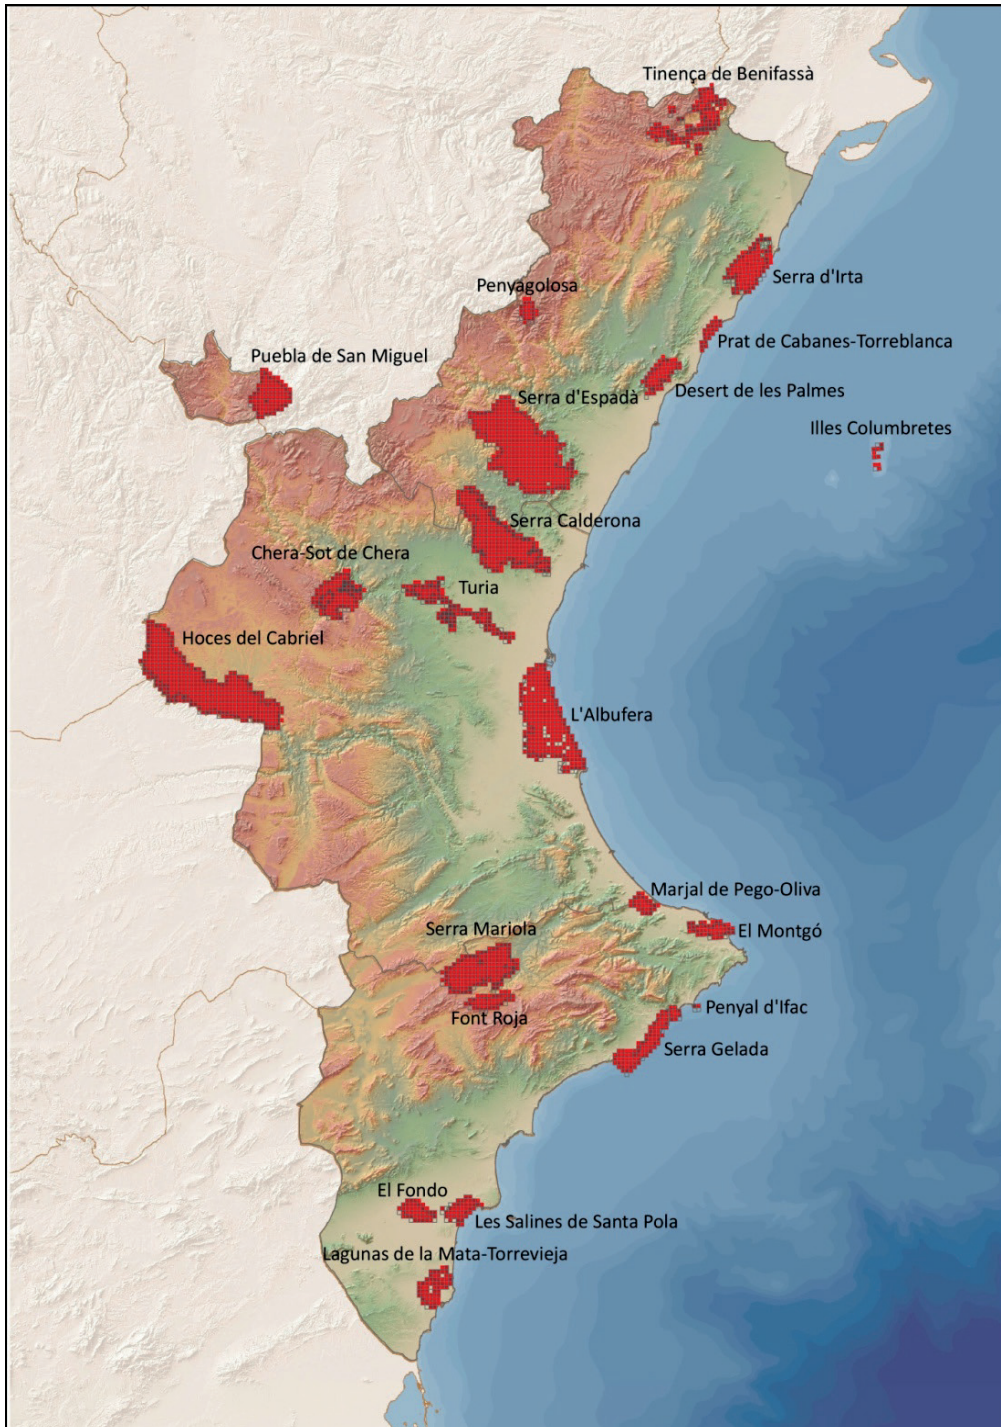 Tinença de Benifassà
Serra d'Irta
Penyagolosa
Prat de Cabanes-Torreblanca
Puebla de San Miguel
Desert de les Palmes
Serra d'Espadà
Illes Columbretes
Serra Calderona
Chera-Sot de Chera
Turia
Hoces del Cabriel
L'Albufera
Marjal de Pego-Oliva
Serra Mariola
El Montgó
Penyal d'Ifac
Font Roja
Serra Gelada
El Fondo
Les Salines de Santa Pola
Lagunas de la Mata-Torrevieja